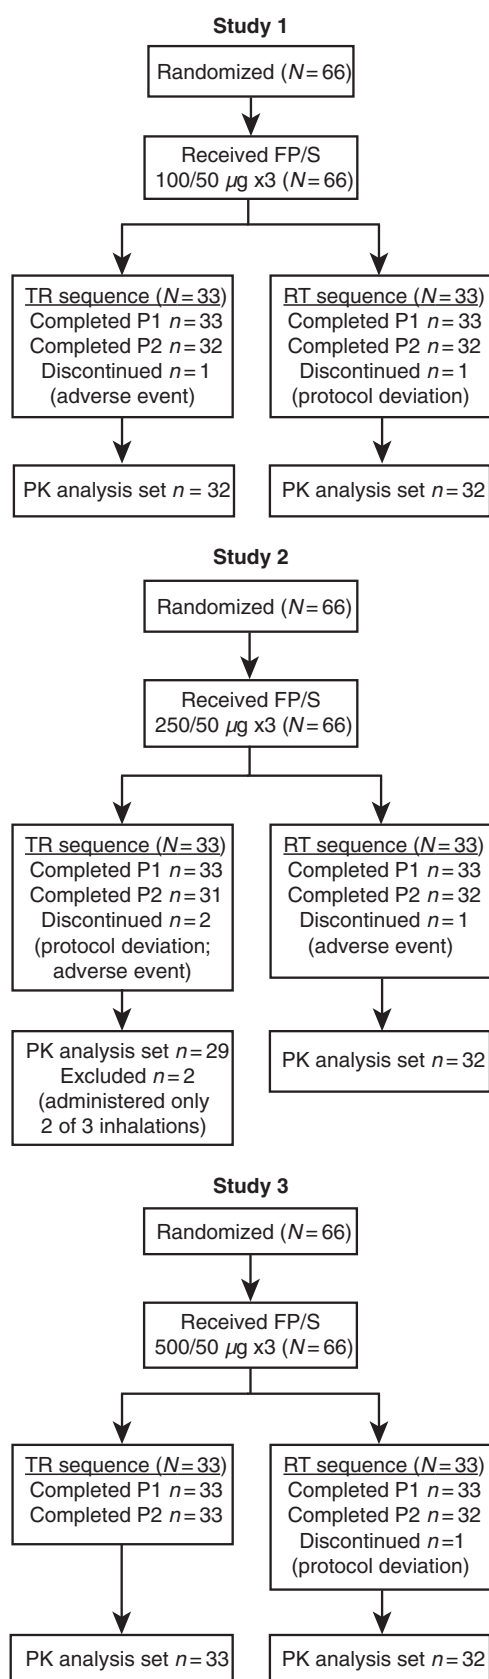 Study 1
Randomized (N=66)
Received FP/S
100/50 µg x3 (N=66)
TR sequence (N=33)
Completed P1 n=33
Completed P2 n=32
Discontinued n=1
(adverse event)
RT sequence (N=33)
Completed P1 n=33
Completed P2 n=32
Discontinued n=1
(protocol deviation)
PK analysis set n=32
PK analysis set n=32
Study 2
Randomized (N=66)
Received FP/S
250/50 µg x3 (N=66)
TR sequence (N=33)
Completed P1 n=33
Completed P2 n=31
Discontinued n=2
(protocol deviation;
adverse event)
RT sequence (N=33)
Completed P1 n=33
Completed P2 n=32
Discontinued n=1
(adverse event)
PK analysis set n=29
Excluded n=2
(administered only
2 of 3 inhalations)
PK analysis set n=32
Study 3
Randomized (N=66)
Received FP/S
500/50 µg x3 (N=66)
TR sequence (N=33)
Completed P1 n=33
Completed P2 n=33
RT sequence (N=33)
Completed P1 n=33
Completed P2 n=32
Discontinued n=1
(protocol deviation)
PK analysis set n=33
PK analysis set n=32